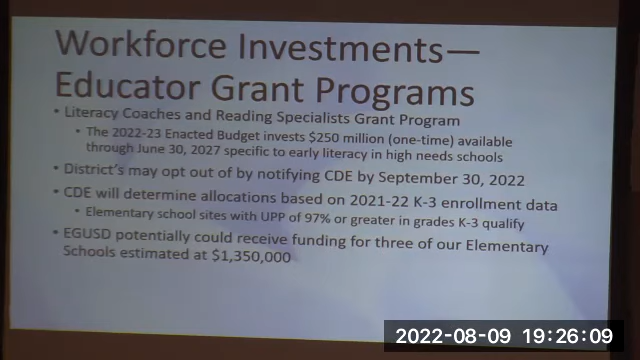 Workforce Investments—
Educator Grant Programs
• Literacy Coaches and Reading Specialists Grant Program
• The 2022-23 Enacted Budget invests $250 million (one-time) available
through June 30, 2027 specific to early literacy in high needs schools
• District's may opt out of by notifying CDE by September 30, 2022
• CDE will determine allocations based on 2021-22 K-3 enrollment data
• Elementary school sites with UPP of 97% or greater in grades K-3 qualify
• EGUSD potentially could receive funding for three of our Elementary
Schools estimated at $1,350,000
2022-08-09 19:26:09